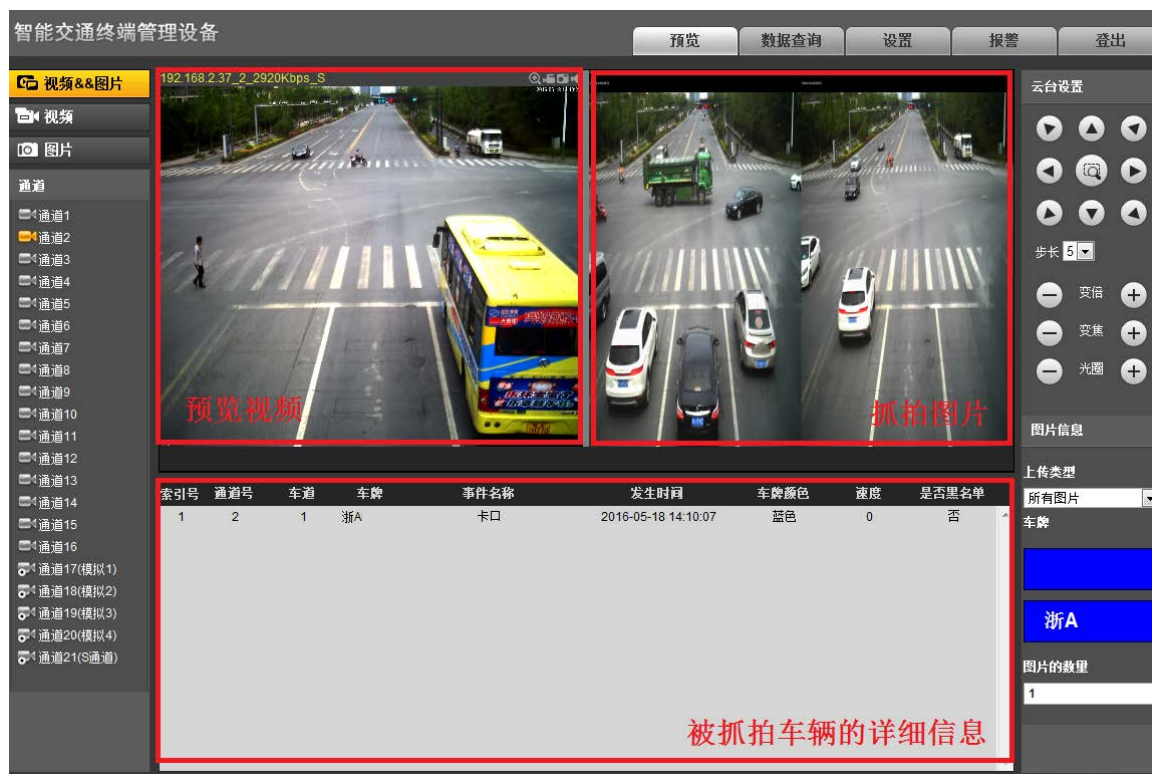 智能交通终端管理设备
预览 数据查询 设置 报警 登出
视频&&图片
视频
图片
通道
通道1
通道2
通道3
通道4
通道5
通道6
通道7
通道8
通道9
通道10
通道11
通道12
通道13
通道14
通道15
通道16
通道17(模拟1)
通道18(模拟2)
通道19(模拟3)
通道20(模拟4)
通道21(S通道)
192.168.2.37_2_2920Kbps_S
预览视频
抓拍图片
索引号 通道号 车道 车牌 事件名称 发生时间 车牌颜色 速度 是否黑名单
1 2 1 浙A 卡口 2016-05-18 14:10:07 蓝色 0 否
被抓拍车辆的详细信息
云台设置
步长 5
变倍
变焦
光圈
图片信息
上传类型
所有图片
车牌
浙A
图片的数量
1